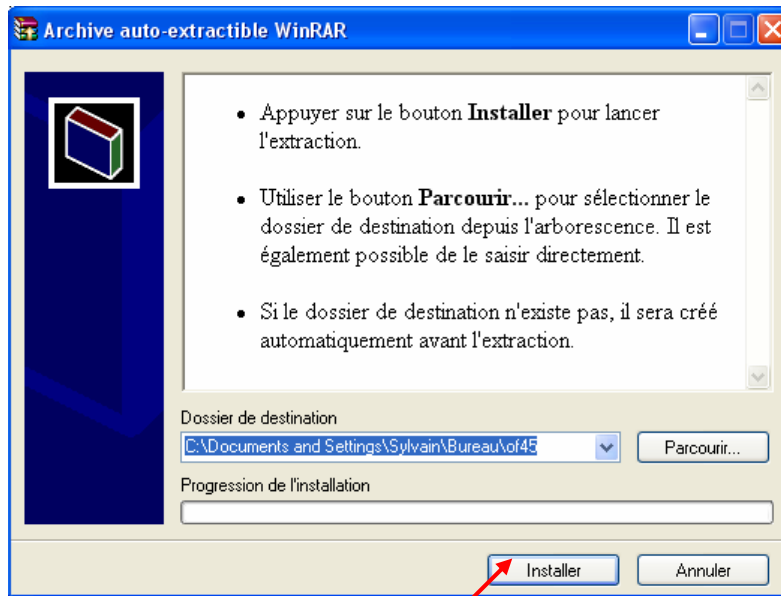 Archive auto-extractible WinRAR
• Appuyer sur le bouton Installer pour lancer
l'extraction.
• Utiliser le bouton Parcourir... pour sélectionner le
dossier de destination depuis l'arborescence. Il est
également possible de le saisir directement.
• Si le dossier de destination n'existe pas, il sera créé
automatiquement avant l'extraction.
Dossier de destination
C:\Documents and Settings\Sylvain\Bureau\of45
Parcourir...
Progression de l'installation
Installer
Annuler